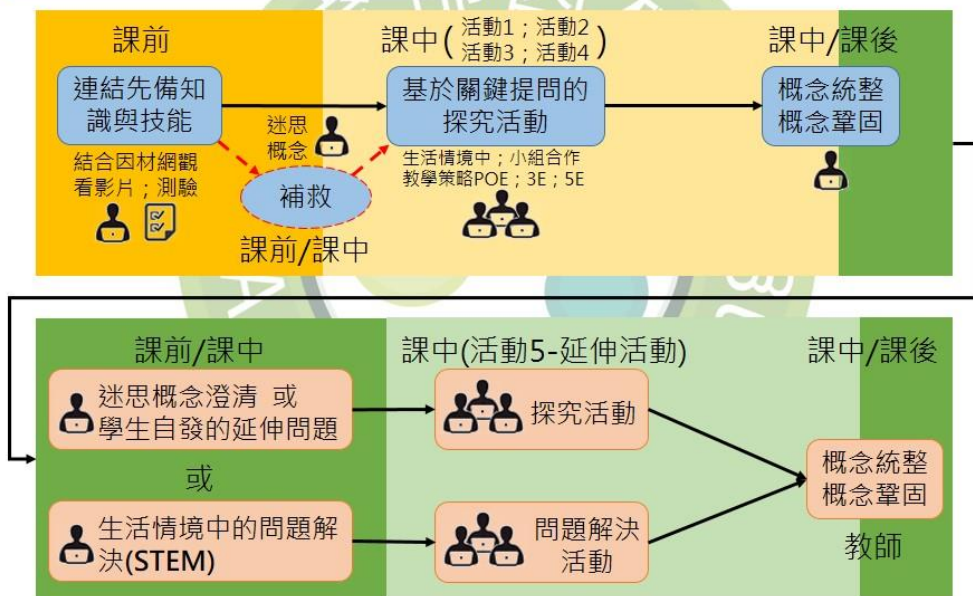 課前
課中(活動1；活動2
活動3；活動4)
課中/課後
連結先備知
識與技能
迷思
概念
基於關鍵提問的
探究活動
概念統整
概念鞏固
結合因材網觀
看影片；測驗
補救
課前/課中
生活情境中；小組合作
教學策略POE；3E；5E
課前/課中
課中(活動5-延伸活動)
課中/課後
迷思概念澄清 或
學生自發的延伸問題
探究活動
或
概念統整
概念鞏固
生活情境中的問題解
決(STEM)
問題解決
活動
教師